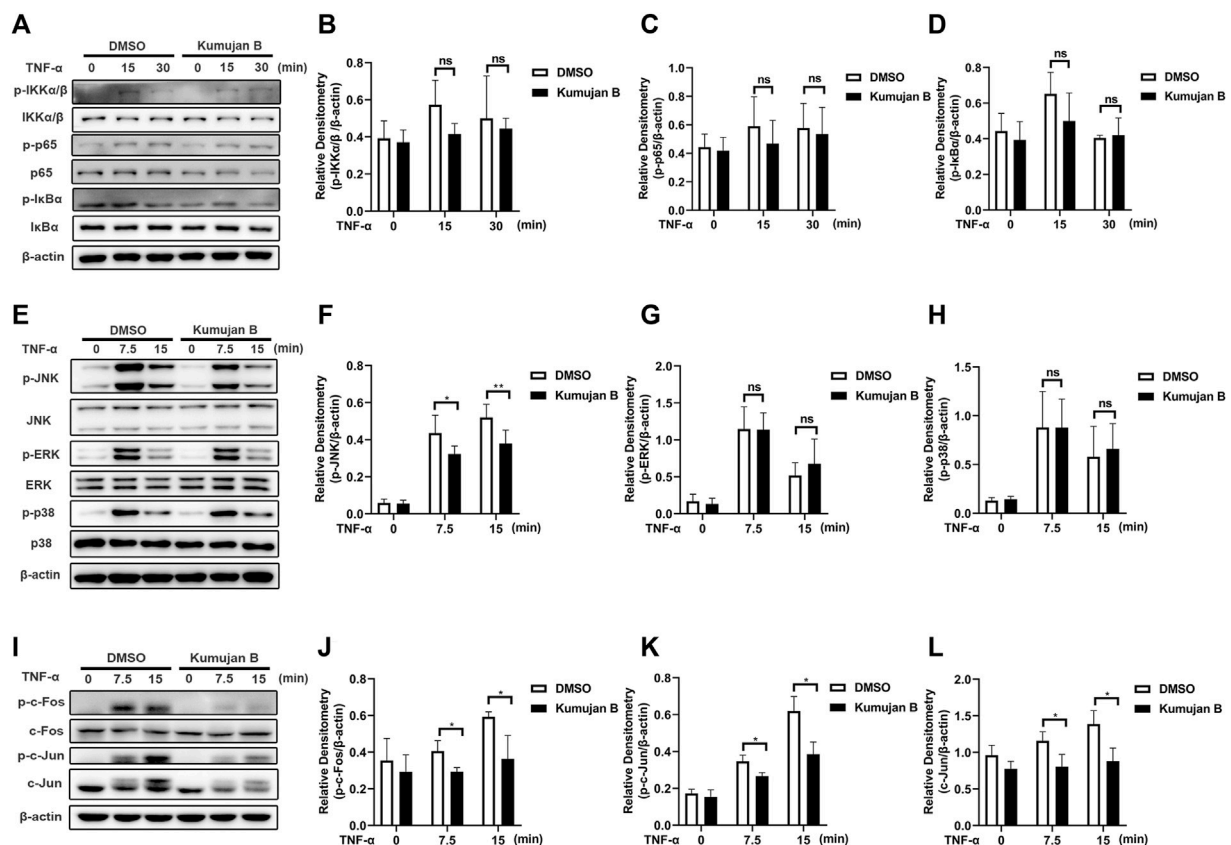 A
DMSO Kumujan B
TNF-α 0 15 30 0 15 30 (min)
p-IKKα/β
IKKα/β
p-p65
p65
p-IκBα
IκBα
β-actin
B
Relative Densitometry
(p-IKKα/β /β-actin)
0.8
0.6
0.4
0.2
0.0
ns ns
DMSO
Kumujan B
TNF-α 0 15 30 (min)
C
Relative Densitometry
(p-p65/β-actin)
1.0
0.8
0.6
0.4
0.2
0.0
ns ns
DMSO
Kumujan B
TNF-α 0 15 30 (min)
D
Relative Densitometry
(p-IκBα/β-actin)
0.8
0.6
0.4
0.2
0.0
ns ns
DMSO
Kumujan B
TNF-α 0 15 30 (min)
E
DMSO Kumujan B
TNF-α 0 7.5 15 0 7.5 15 (min)
p-JNK
JNK
p-ERK
ERK
p-p38
p38
β-actin
F
Relative Densitometry
(p-JNK/β-actin)
0.8
0.6
0.4
0.2
0.0
* **
DMSO
Kumujan B
TNF-α 0 7.5 15 (min)
G
Relative Densitometry
(p-ERK/β-actin)
2.0
1.5
1.0
0.5
0.0
ns ns
DMSO
Kumujan B
TNF-α 0 7.5 15 (min)
H
Relative Densitometry
(p-p38/β-actin)
1.5
1.0
0.5
0.0
ns ns
DMSO
Kumujan B
TNF-α 0 7.5 15 (min)
I
DMSO Kumujan B
TNF-α 0 7.5 15 0 7.5 15 (min)
p-c-Fos
c-Fos
p-c-Jun
c-Jun
β-actin
J
Relative Densitometry
(p-c-Fos/β-actin)
0.8
0.6
0.4
0.2
0.0
* *
DMSO
Kumujan B
TNF-α 0 7.5 15 (min)
K
Relative Densitometry
(p-c-Jun/β-actin)
0.8
0.6
0.4
0.2
0.0
* *
DMSO
Kumujan B
TNF-α 0 7.5 15 (min)
L
Relative Densitometry
(c-Jun/β-actin)
2.0
1.5
1.0
0.5
0.0
* *
DMSO
Kumujan B
TNF-α 0 7.5 15 (min)